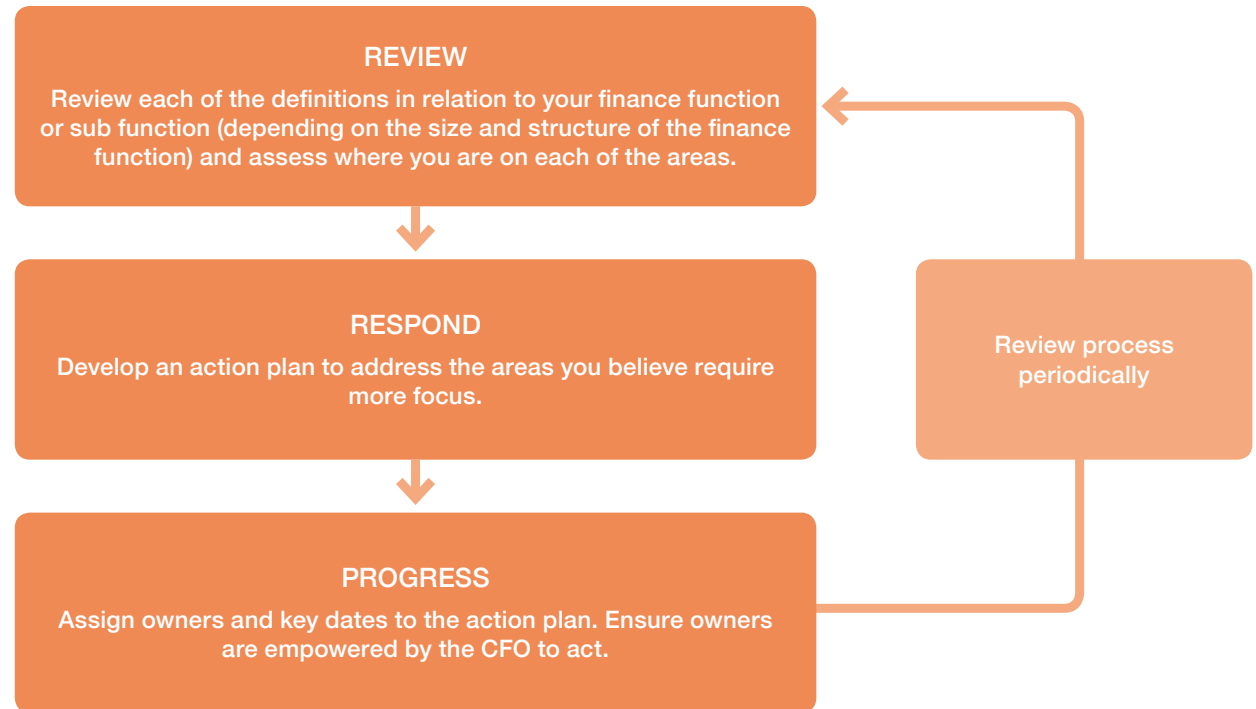 REVIEW
Review each of the definitions in relation to your finance function
or sub function (depending on the size and structure of the finance
function) and assess where you are on each of the areas.
RESPOND
Develop an action plan to address the areas you believe require
more focus.
Review process
periodically
PROGRESS
Assign owners and key dates to the action plan. Ensure owners
are empowered by the CFO to act.